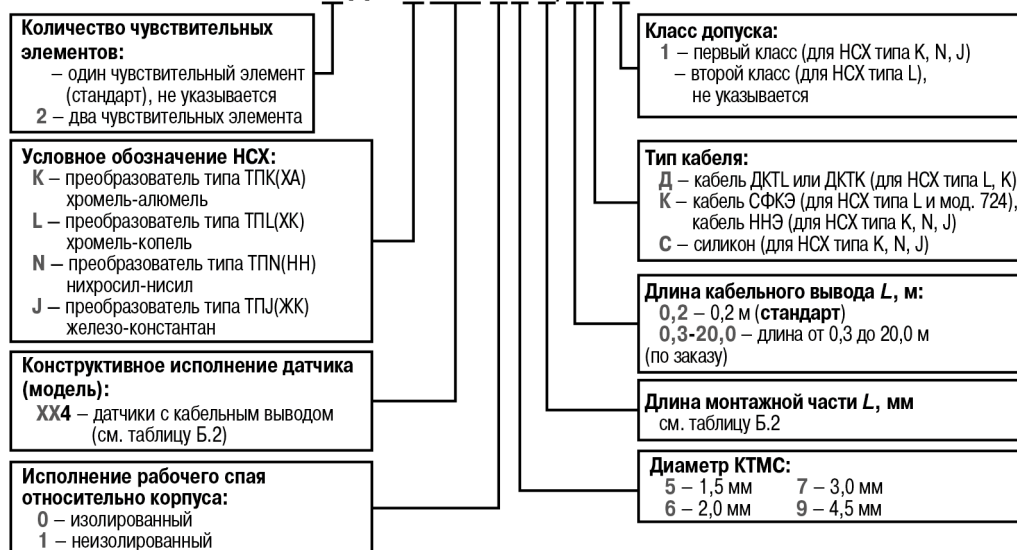 Количество чувствительных
элементов:
– один чувствительный элемент
(стандарт), не указывается
2 – два чувствительных элемента
Условное обозначение НСХ:
K – преобразователь типа ТПК(ХА)
хромель-алюмель
L – преобразователь типа ТПL(ХК)
хромель-копель
N – преобразователь типа ТПN(НН)
нихросил-нисил
J – преобразователь типа ТПJ(ЖК)
железо-константан
Конструктивное исполнение датчика
(модель):
XX4 – датчики с кабельным выводом
(см. таблицу Б.2)
Исполнение рабочего спая
относительно корпуса:
0 – изолированный
1 – неизолированный
Класс допуска:
1 – первый класс (для НСХ типа K, N, J)
– второй класс (для НСХ типа L),
не указывается
Тип кабеля:
Д – кабель ДКТL или ДКТК (для НСХ типа L, K)
К – кабель СФКЭ (для НСХ типа L и мод. 724),
кабель ННЭ (для НСХ типа K, N, J)
С – силикон (для НСХ типа K, N, J)
Длина кабельного вывода L, м:
0,2 – 0,2 м (стандарт)
0,3-20,0 – длина от 0,3 до 20,0 м
(по заказу)
Длина монтажной части L, мм
см. таблицу Б.2
Диаметр КТМС:
5 – 1,5 мм 7 – 3,0 мм
6 – 2,0 мм 9 – 4,5 мм